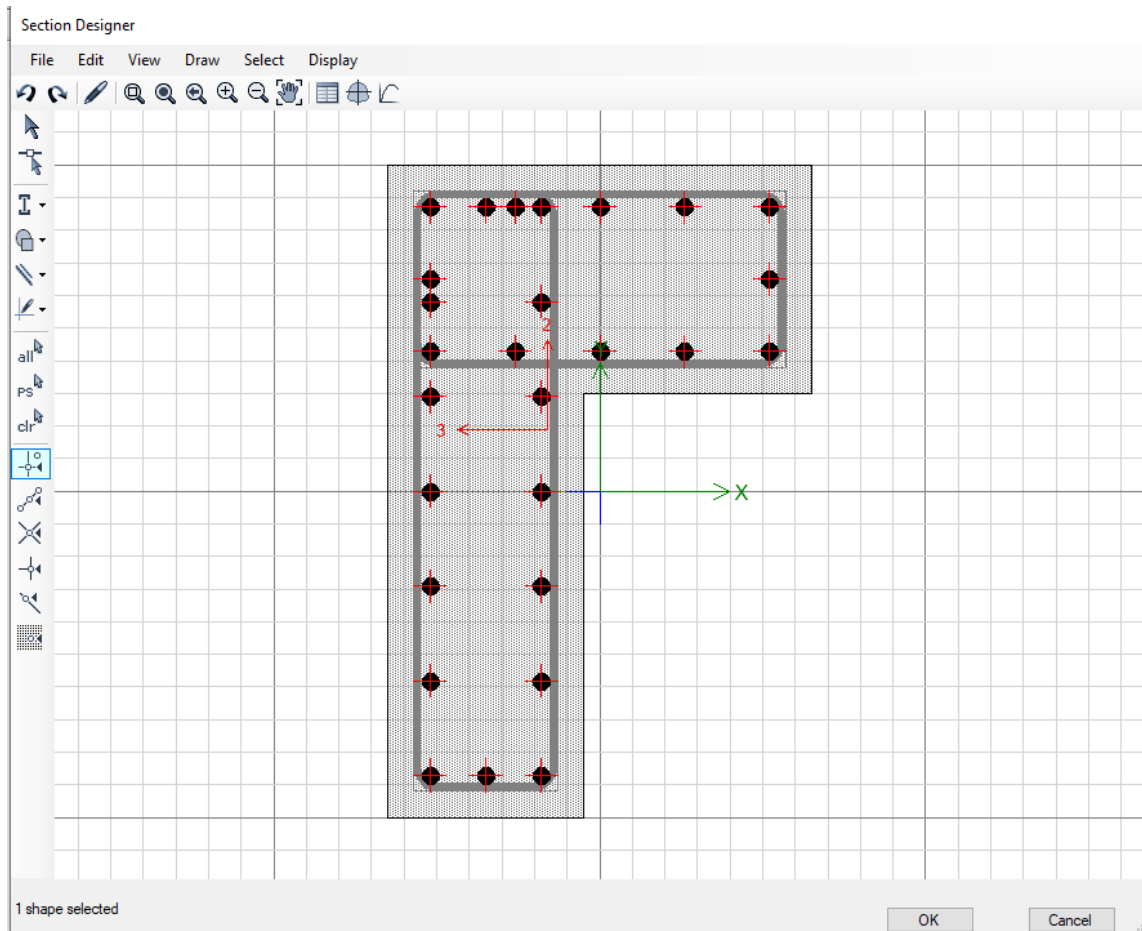 Section Designer
File Edit View Draw Select Display
all
PS
clr
2
3
X
1 shape selected
OK Cancel